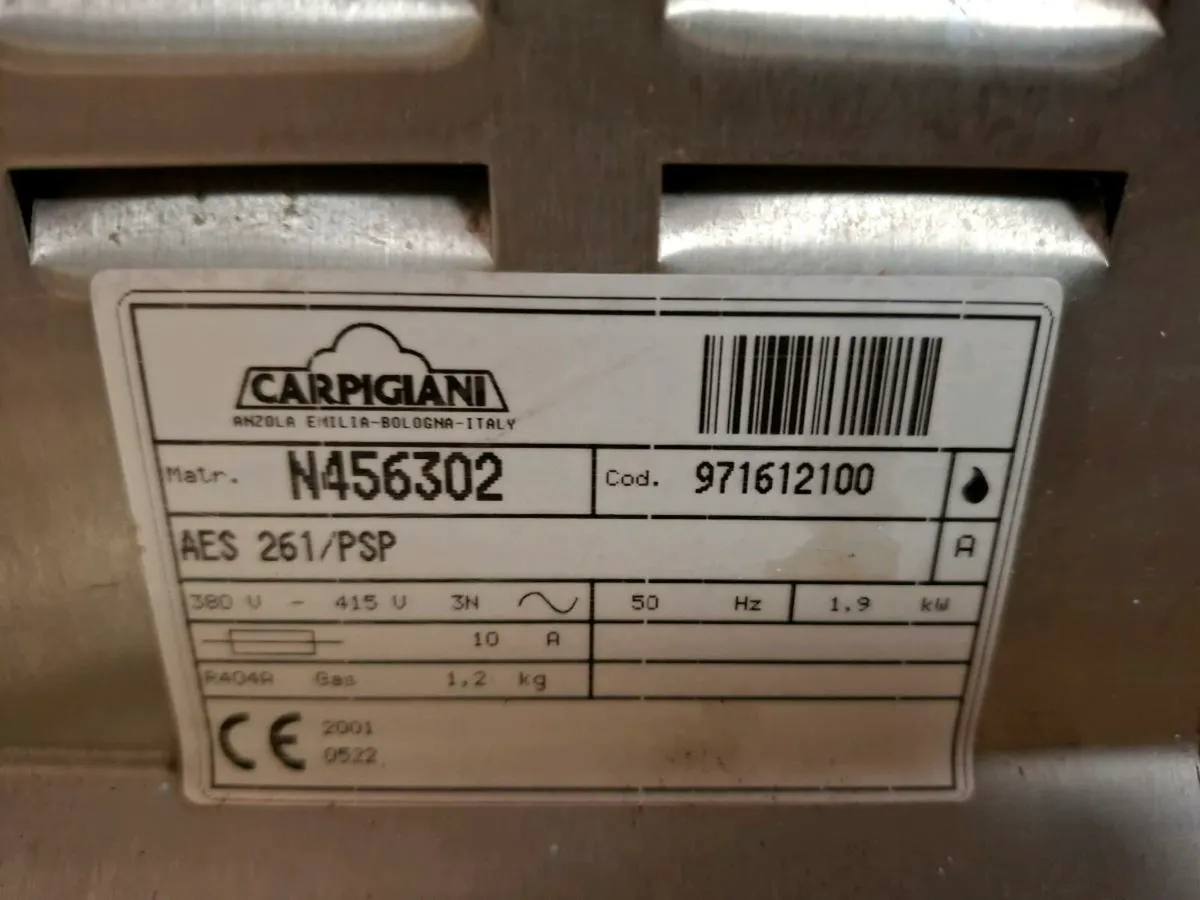 CARPIGIANI
ANZOLA EMILIA-BOLOGNA-ITALY
Matr. N456302 Cod. 971612100
AES 261/PSP A
380 V - 415 V 3N 50 Hz 1,9 kW
10 A
R404A Gas 1,2 kg
CE 2001
0522